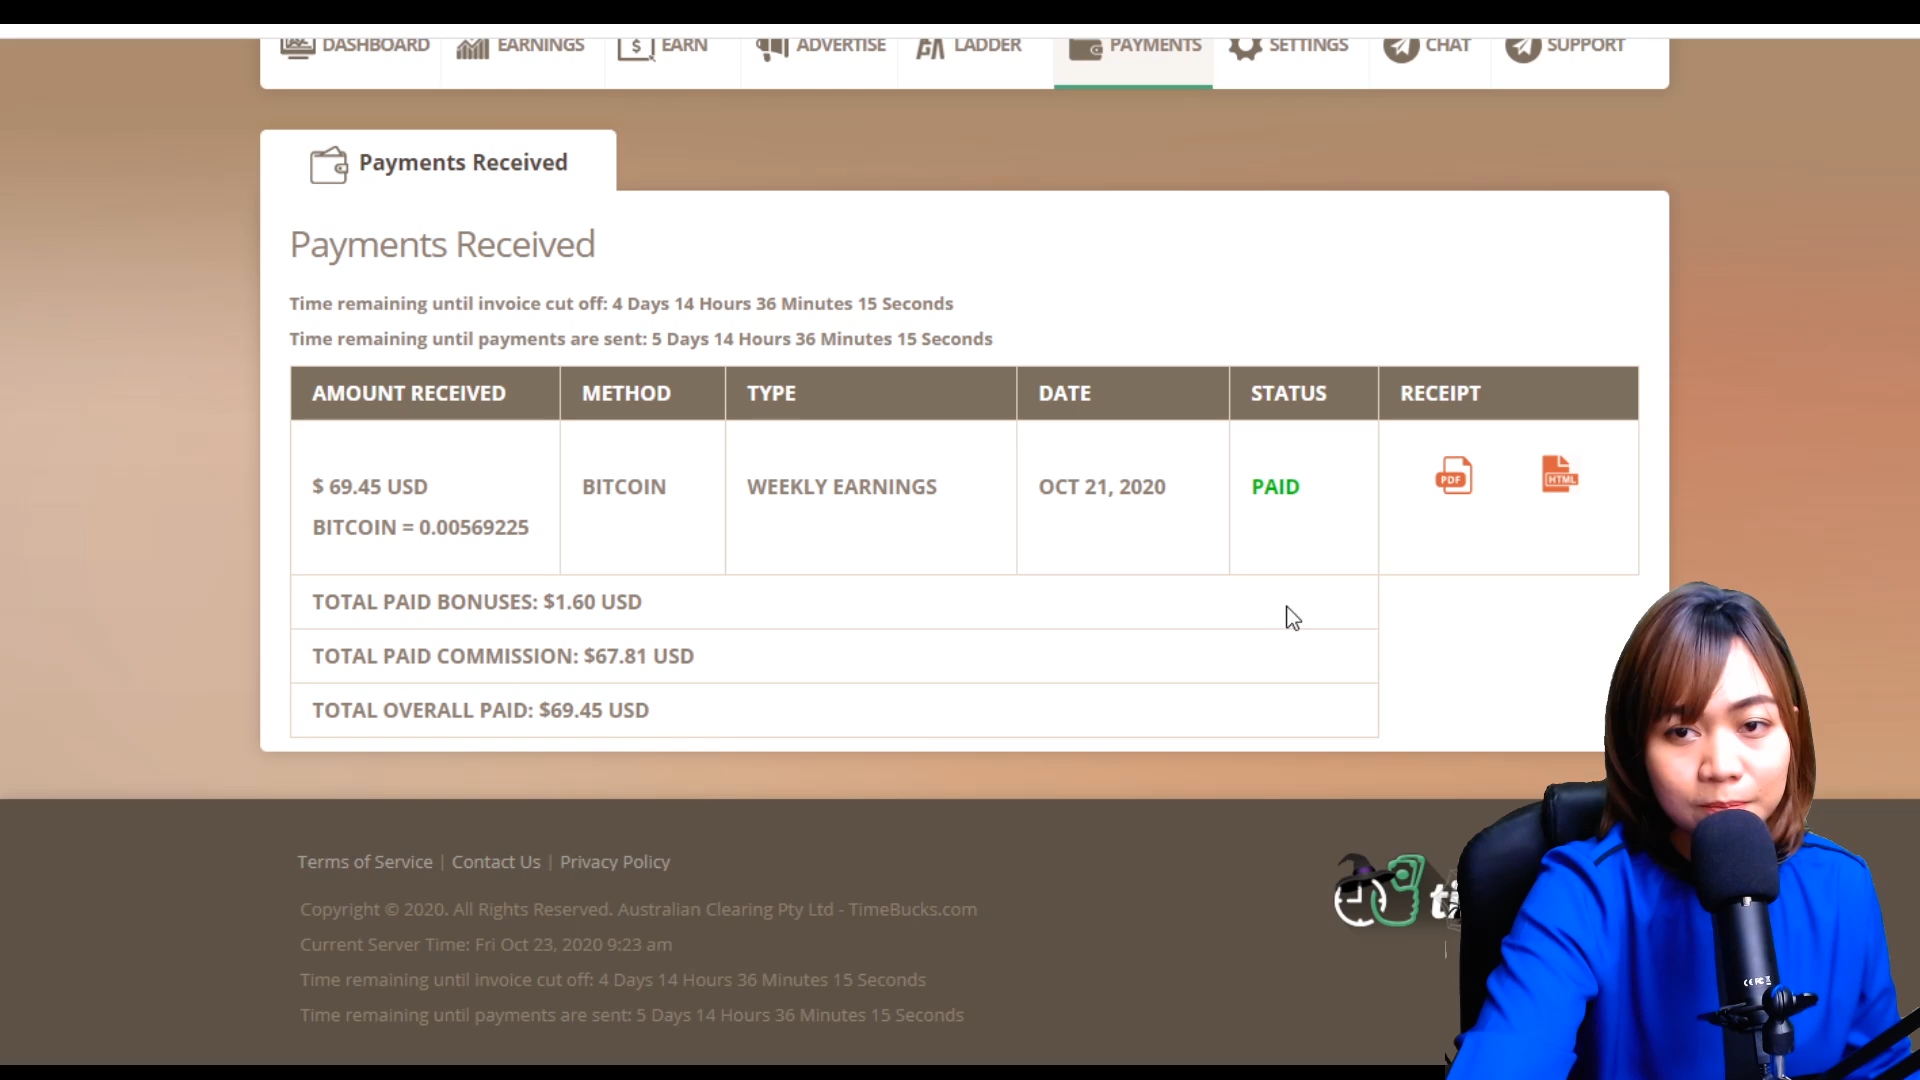 DASHBOARD EARNINGS EARN ADVERTISE LADDER PAYMENTS SETTINGS CHAT SUPPORT
Payments Received
Payments Received
Time remaining until invoice cut off: 4 Days 14 Hours 36 Minutes 15 Seconds
Time remaining until payments are sent: 5 Days 14 Hours 36 Minutes 15 Seconds
AMOUNT RECEIVED METHOD TYPE DATE STATUS RECEIPT
$ 69.45 USD BITCOIN WEEKLY EARNINGS OCT 21, 2020 PAID PDF HTML
BITCOIN = 0.00569225
TOTAL PAID BONUSES: $1.60 USD
TOTAL PAID COMMISSION: $67.81 USD
TOTAL OVERALL PAID: $69.45 USD
Terms of Service | Contact Us | Privacy Policy
Copyright © 2020. All Rights Reserved. Australian Clearing Pty Ltd - TimeBucks.com
Current Server Time: Fri Oct 23, 2020 9:23 am
Time remaining until invoice cut off: 4 Days 14 Hours 36 Minutes 15 Seconds
Time remaining until payments are sent: 5 Days 14 Hours 36 Minutes 15 Seconds